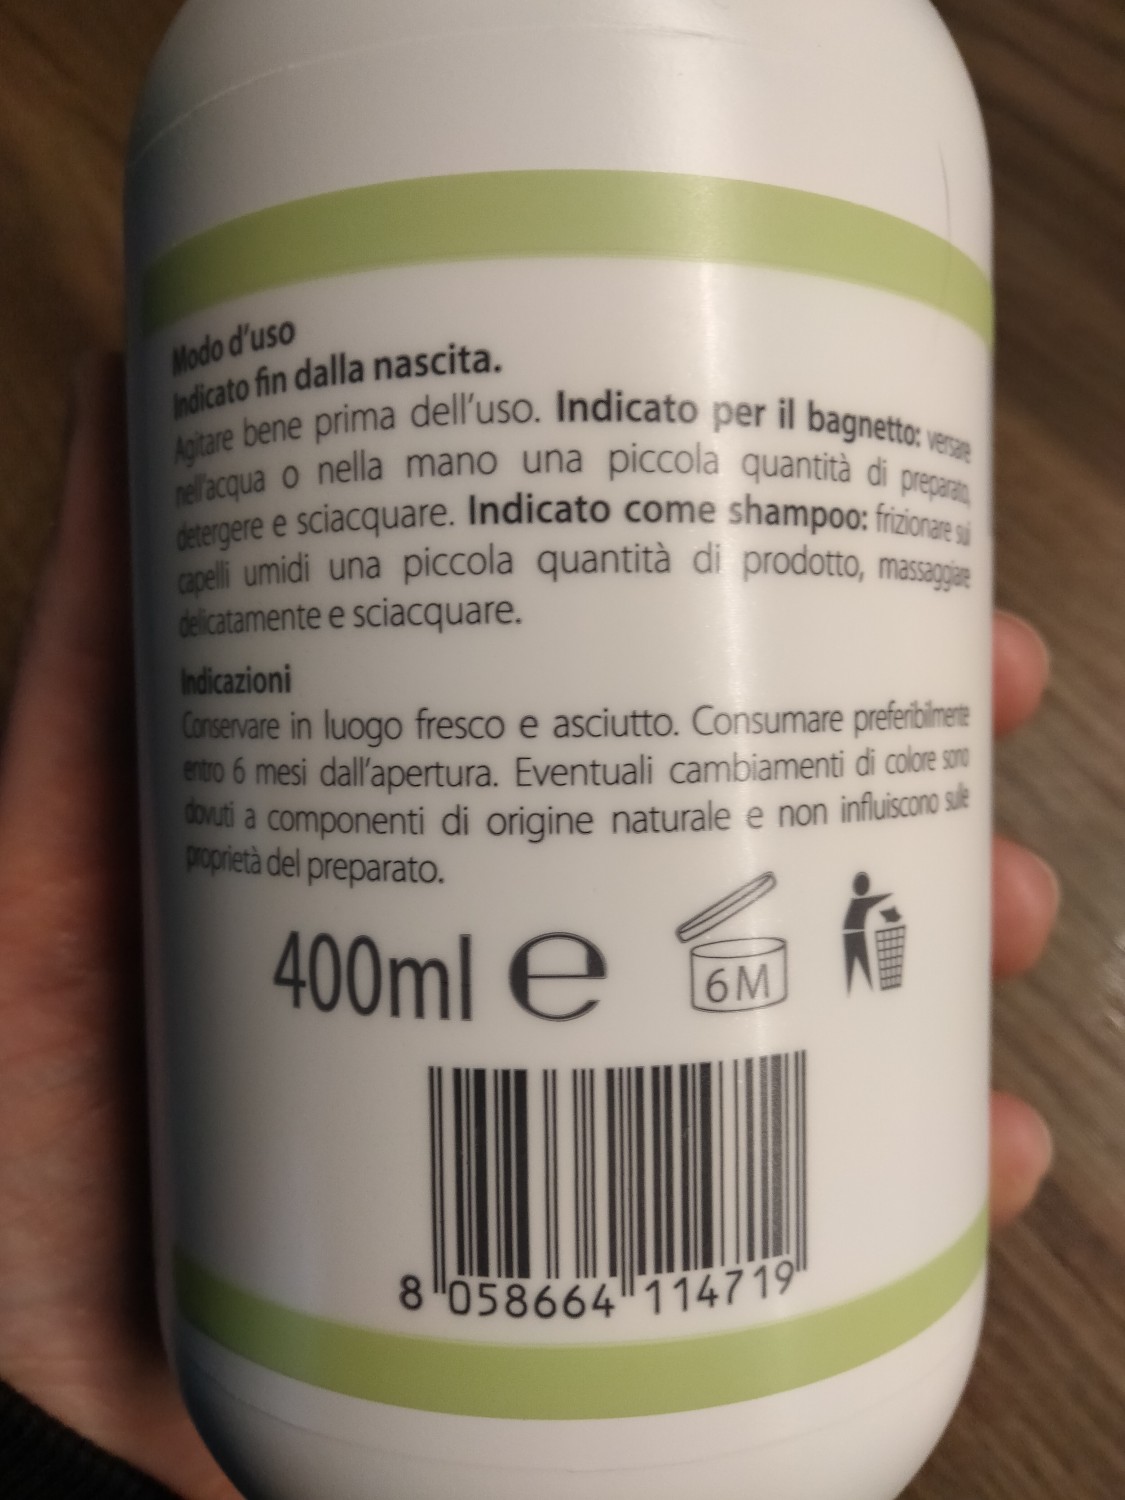 Modo d'uso
Indicato fin dalla nascita.
Agitare bene prima dell'uso. Indicato per il bagnetto: versare
nell'acqua o nella mano una piccola quantità di preparato,
detergere e sciacquare. Indicato come shampoo: frizionare sui
capelli umidi una piccola quantità di prodotto, massaggiare
delicatamente e sciacquare.
Indicazioni
Conservare in luogo fresco e asciutto. Consumare preferibilmente
entro 6 mesi dall'apertura. Eventuali cambiamenti di colore sono
dovuti a componenti di origine naturale e non influiscono sulle
proprietà del preparato.
400ml e
6 M
8 058664 114719